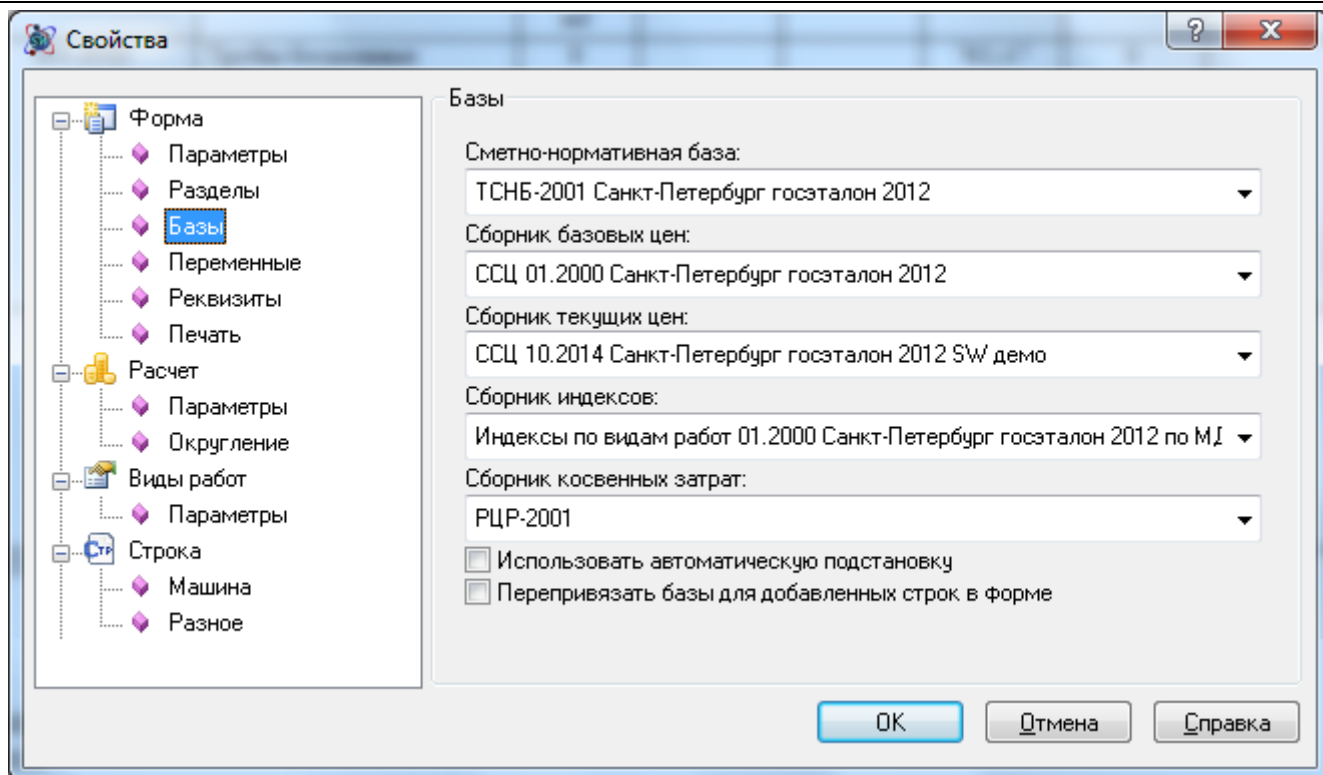 Свойства
Форма
Параметры
Разделы
Базы
Переменные
Реквизиты
Печать
Расчет
Параметры
Округление
Виды работ
Параметры
Стр Строка
Машина
Разное
Базы
Сметно-нормативная база:
ТСНБ-2001 Санкт-Петербург госэталон 2012
Сборник базовых цен:
ССЦ 01.2000 Санкт-Петербург госэталон 2012
Сборник текущих цен:
ССЦ 10.2014 Санкт-Петербург госэталон 2012 SW демо
Сборник индексов:
Индексы по видам работ 01.2000 Санкт-Петербург госэталон 2012 по
Сборник косвенных затрат:
РЦР-2001
Использовать автоматическую подстановку
Перепривязать базы для добавленных строк в форме
OK
Отмена
Справка